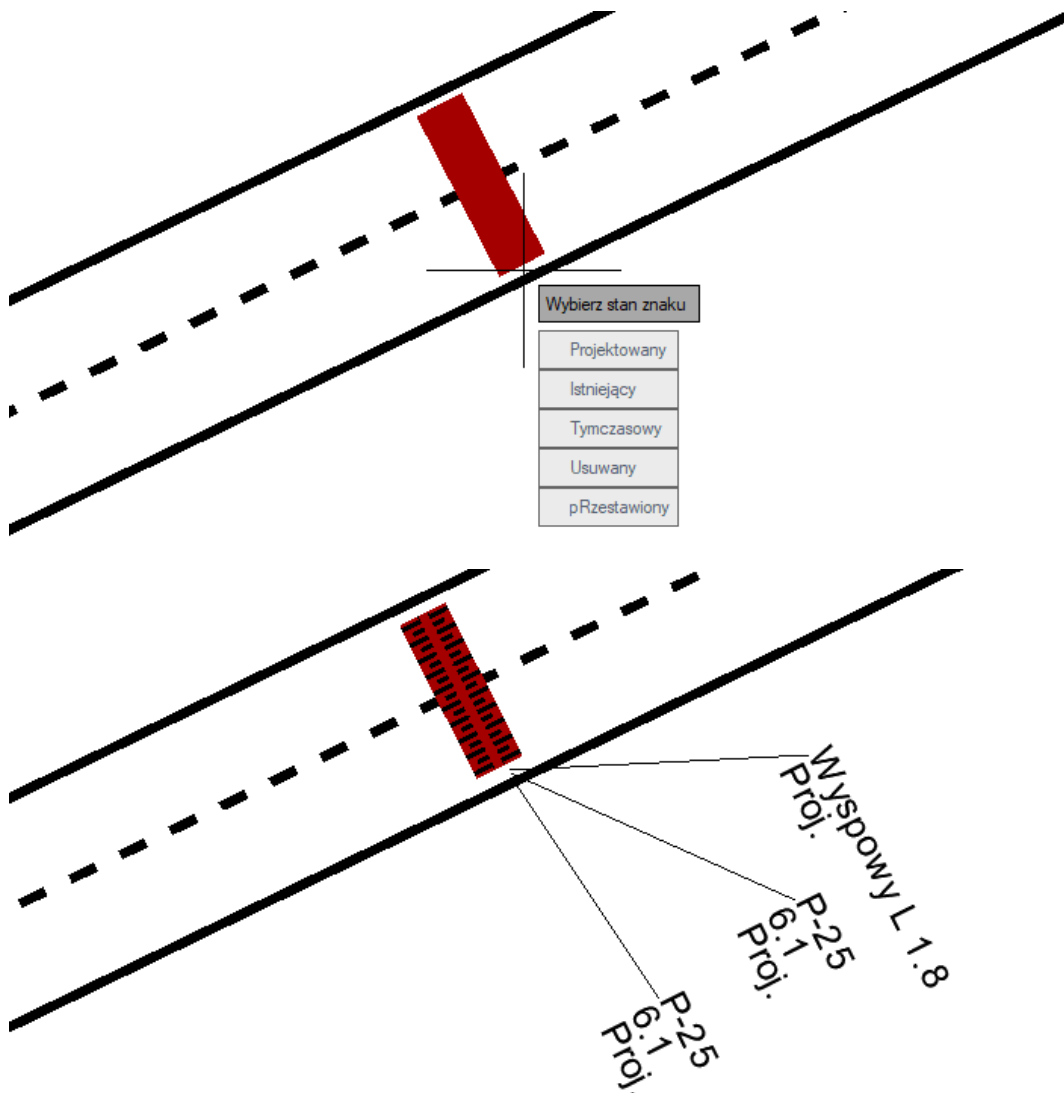 Wybierz stan znaku
Projektowany
Istniejący
Tymczasowy
Usuwany
pRzestawiony
Wyspowy L 1.8
Proj.
P-25
6.1
Proj.
P-25
6.1
Proj.